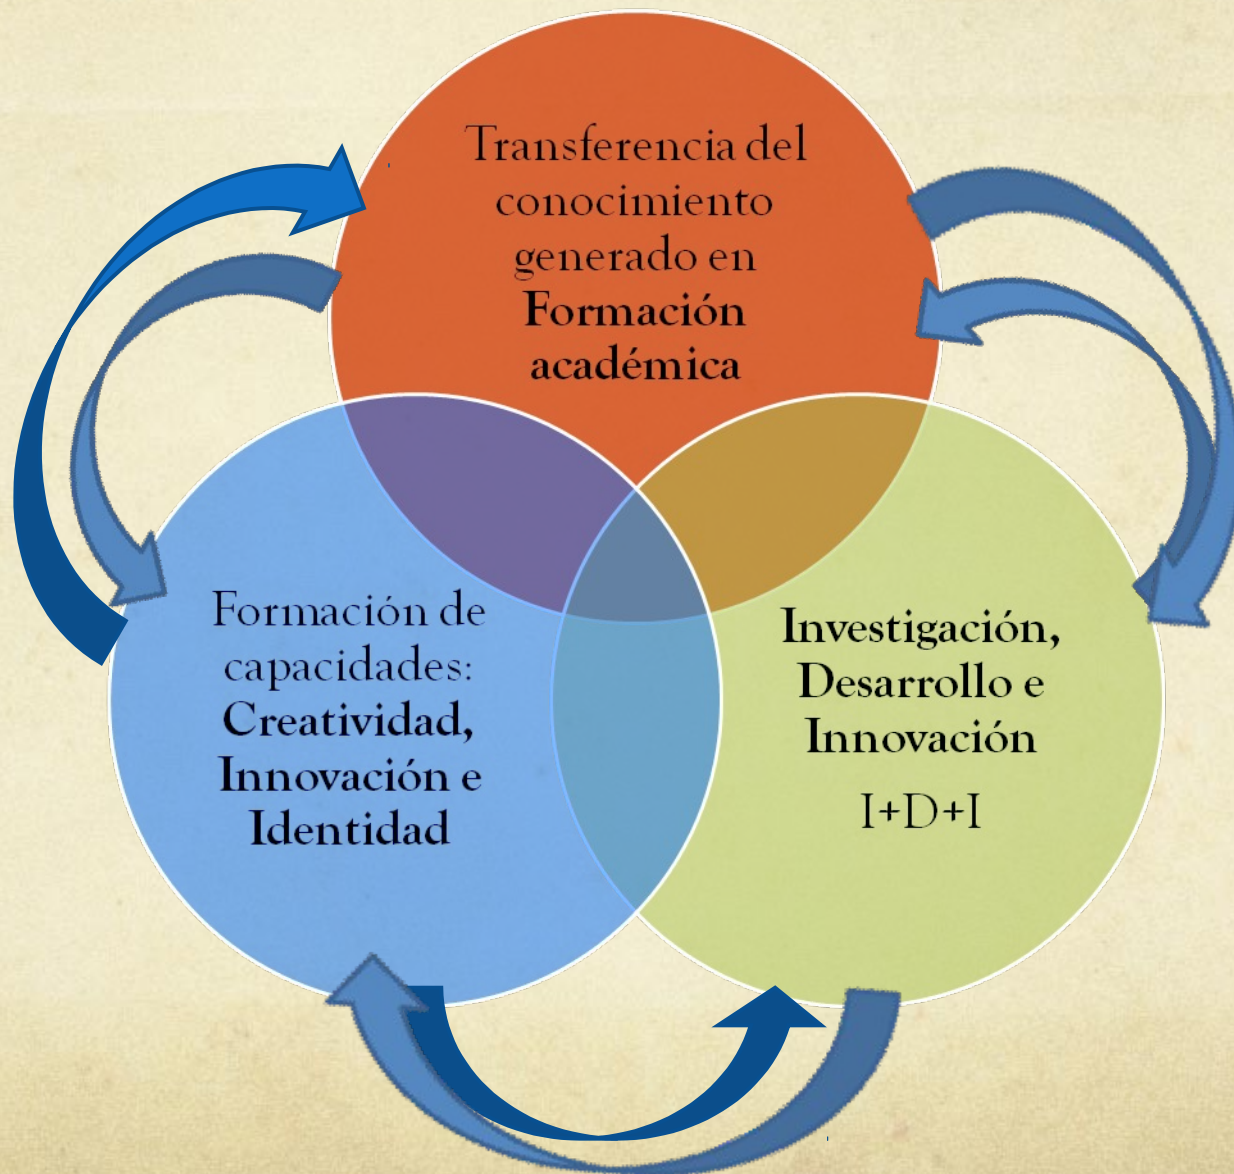 Transferencia del
conocimiento
generado en
Formación
académica
Formación de
capacidades:
Creatividad,
Innovación e
Identidad
Investigación,
Desarrollo e
Innovación
I+D+I